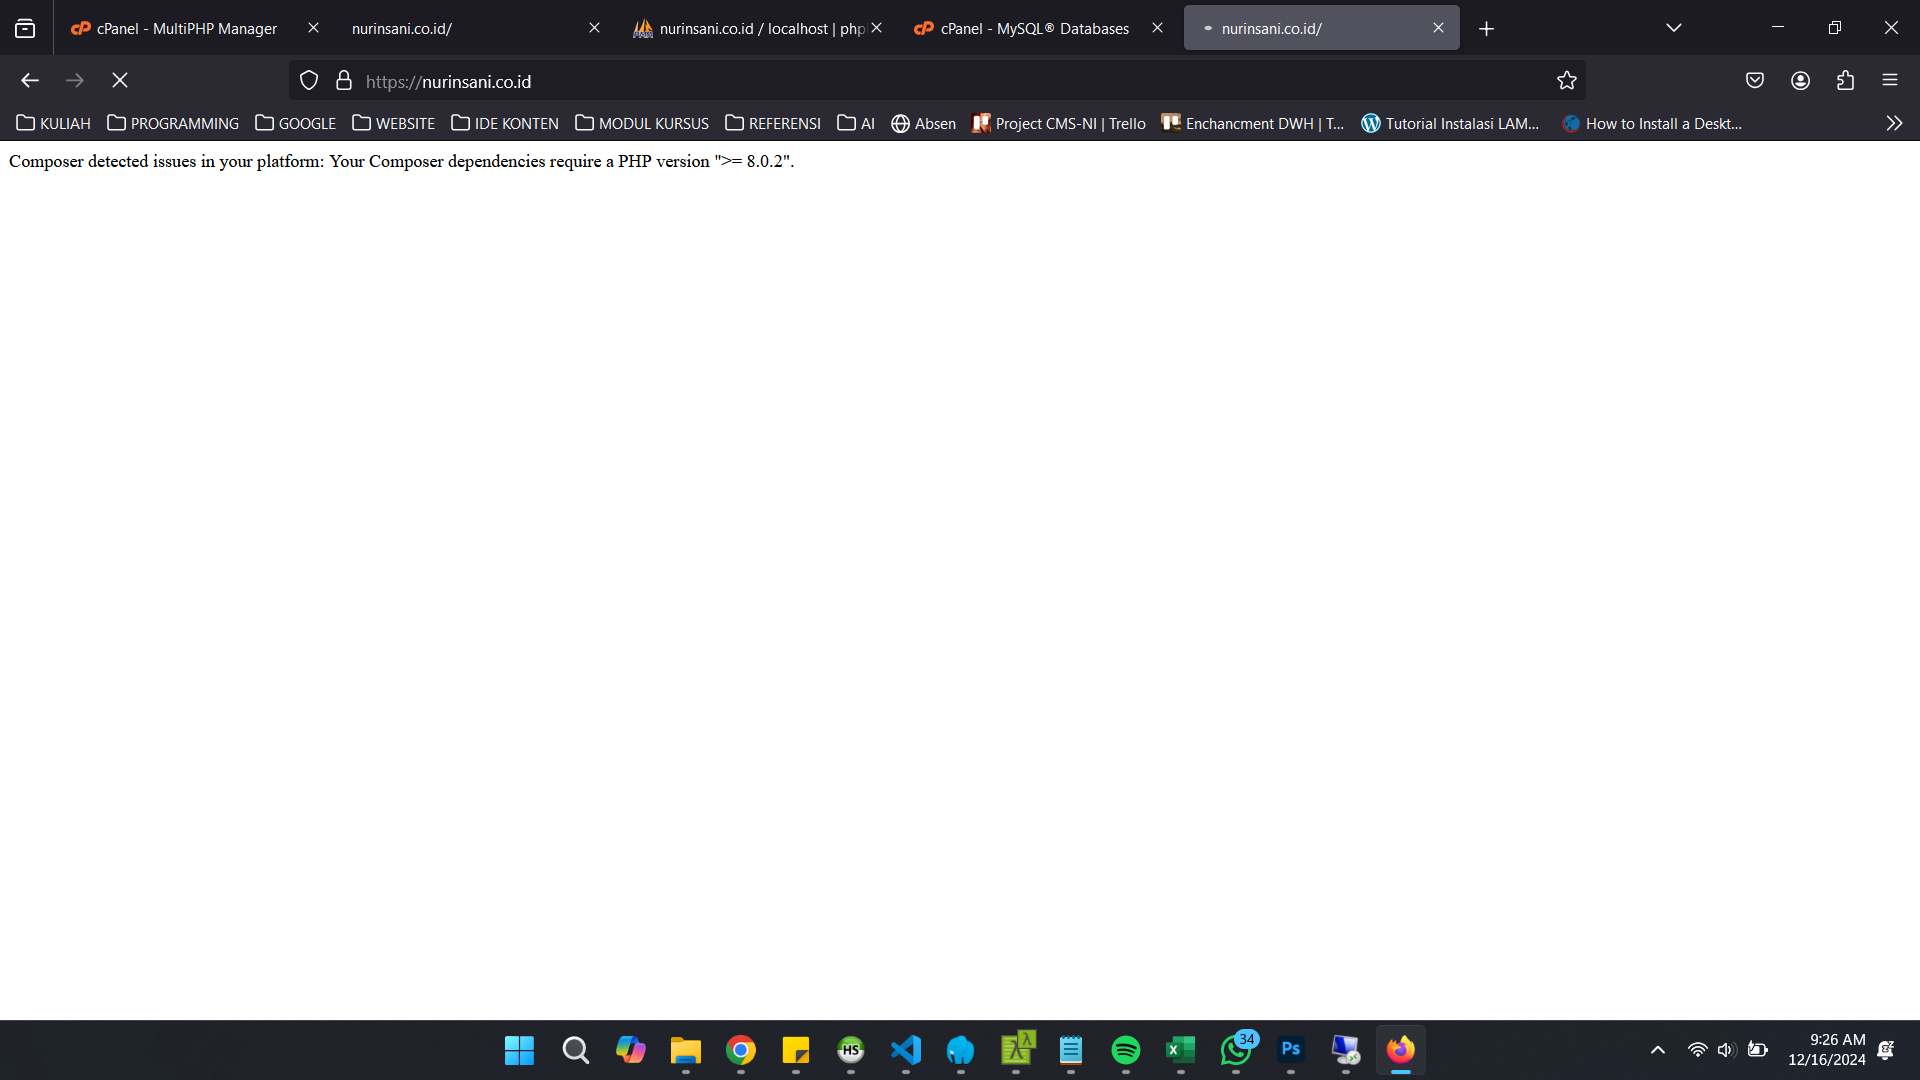 cPanel - MultiPHP Manager
nurinsani.co.id/
nurinsani.co.id / localhost | php
cPanel - MySQL® Databases
nurinsani.co.id/
https://nurinsani.co.id
KULIAH
PROGRAMMING
GOOGLE
WEBSITE
IDE KONTEN
MODUL KURSUS
REFERENSI
AI
Absen
Project CMS-NI | Trello
Enchancment DWH | T...
Tutorial Instalasi LAM...
How to Install a Deskt...
Composer detected issues in your platform: Your Composer dependencies require a PHP version ">= 8.0.2".
HS
34
Ps
9:26 AM
12/16/2024